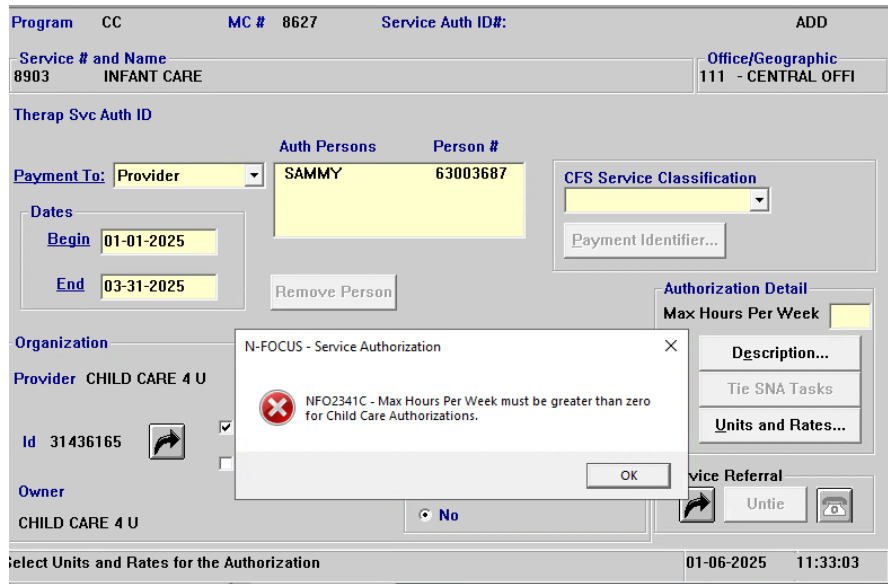 Program CC MC # 8627 Service Auth ID#: ADD
Service # and Name Office/Geographic
8903 INFANT CARE 111 - CENTRAL OFFI
Therap Svc Auth ID
Auth Persons Person #
Payment To: Provider SAMMY 63003687
CFS Service Classification
Dates
Begin 01-01-2025
Payment Identifier...
End 03-31-2025
Remove Person
Authorization Detail
Max Hours Per Week
Organization
N-FOCUS - Service Authorization
Description...
Provider CHILD CARE 4 U
Tie SNA Tasks
NFO2341C - Max Hours Per Week must be greater than zero
for Child Care Authorizations.
Units and Rates...
Id 31436165
OK
vice Referral
Owner
Untie
CHILD CARE 4 U
No
elect Units and Rates for the Authorization 01-06-2025 11:33:03